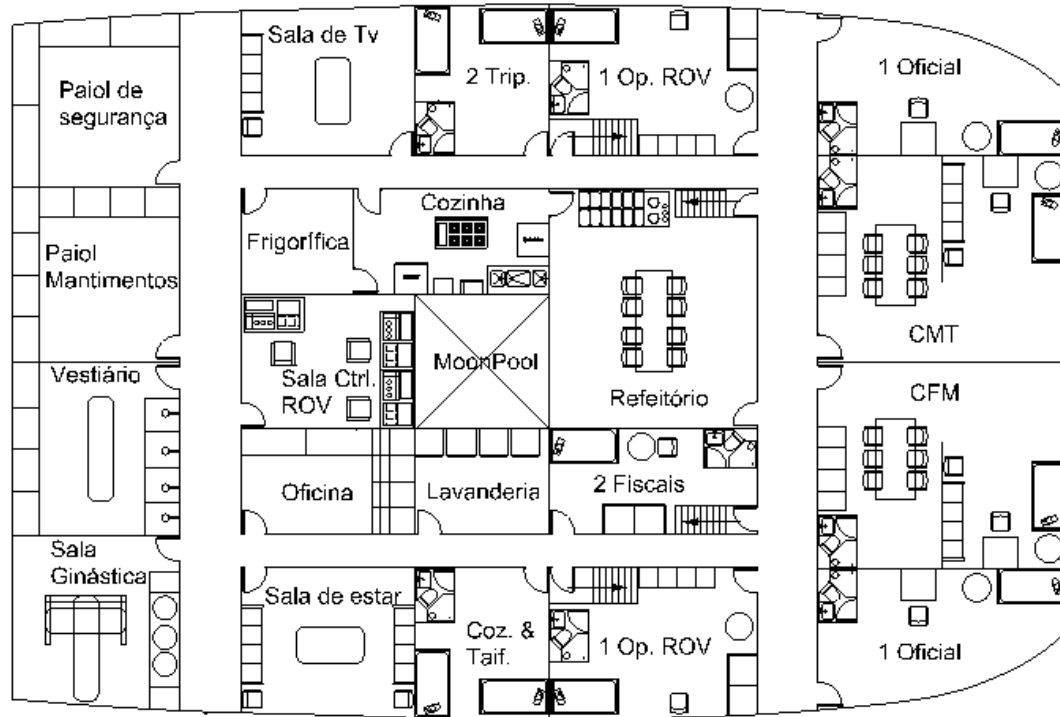 Sala de Tv
2 Trip.
1 Op. ROV
1 Oficial
Paiol de
segurança
Cozinha
Frigorífica
Paiol
Mantimentos
MoonPool
CMT
Vestiário
Sala Ctrl.
ROV
Refeitório
CFM
Oficina
Lavanderia
2 Fiscais
Sala
Ginástica
Sala de estar
Coz. &
Taif.
1 Op. ROV
1 Oficial